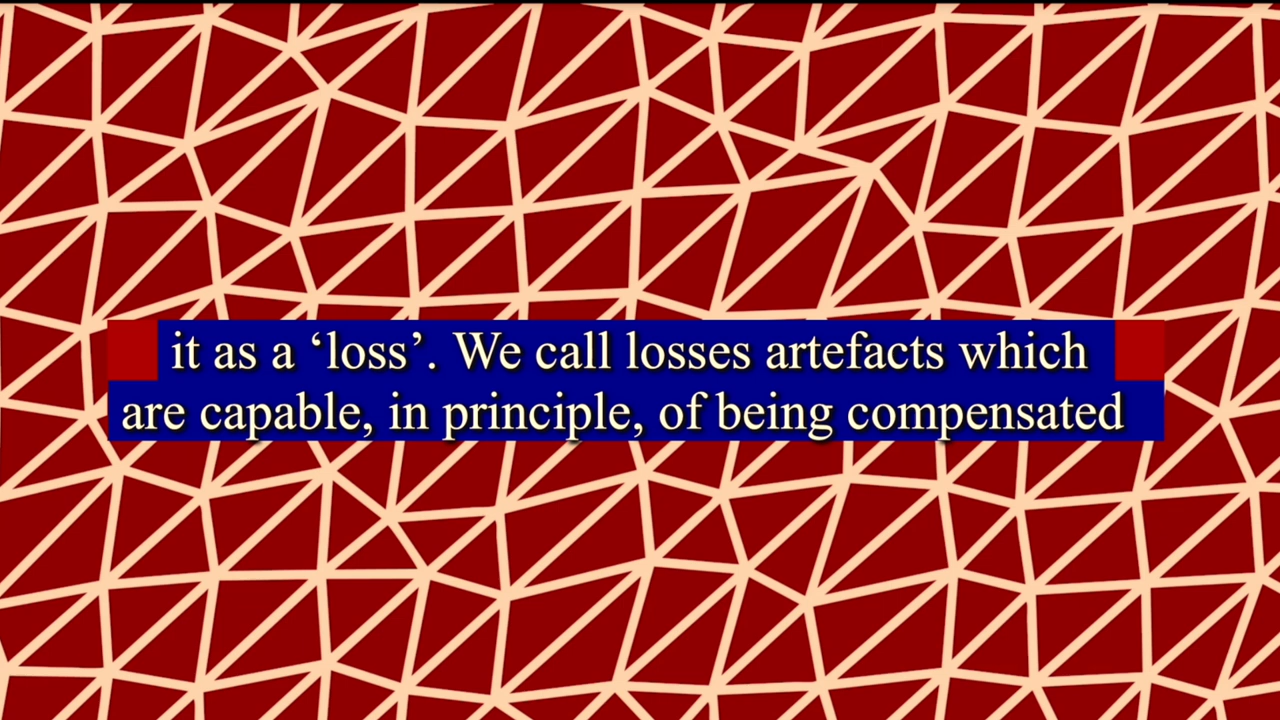 it as a ‘loss’. We call losses artefacts which
are capable, in principle, of being compensated